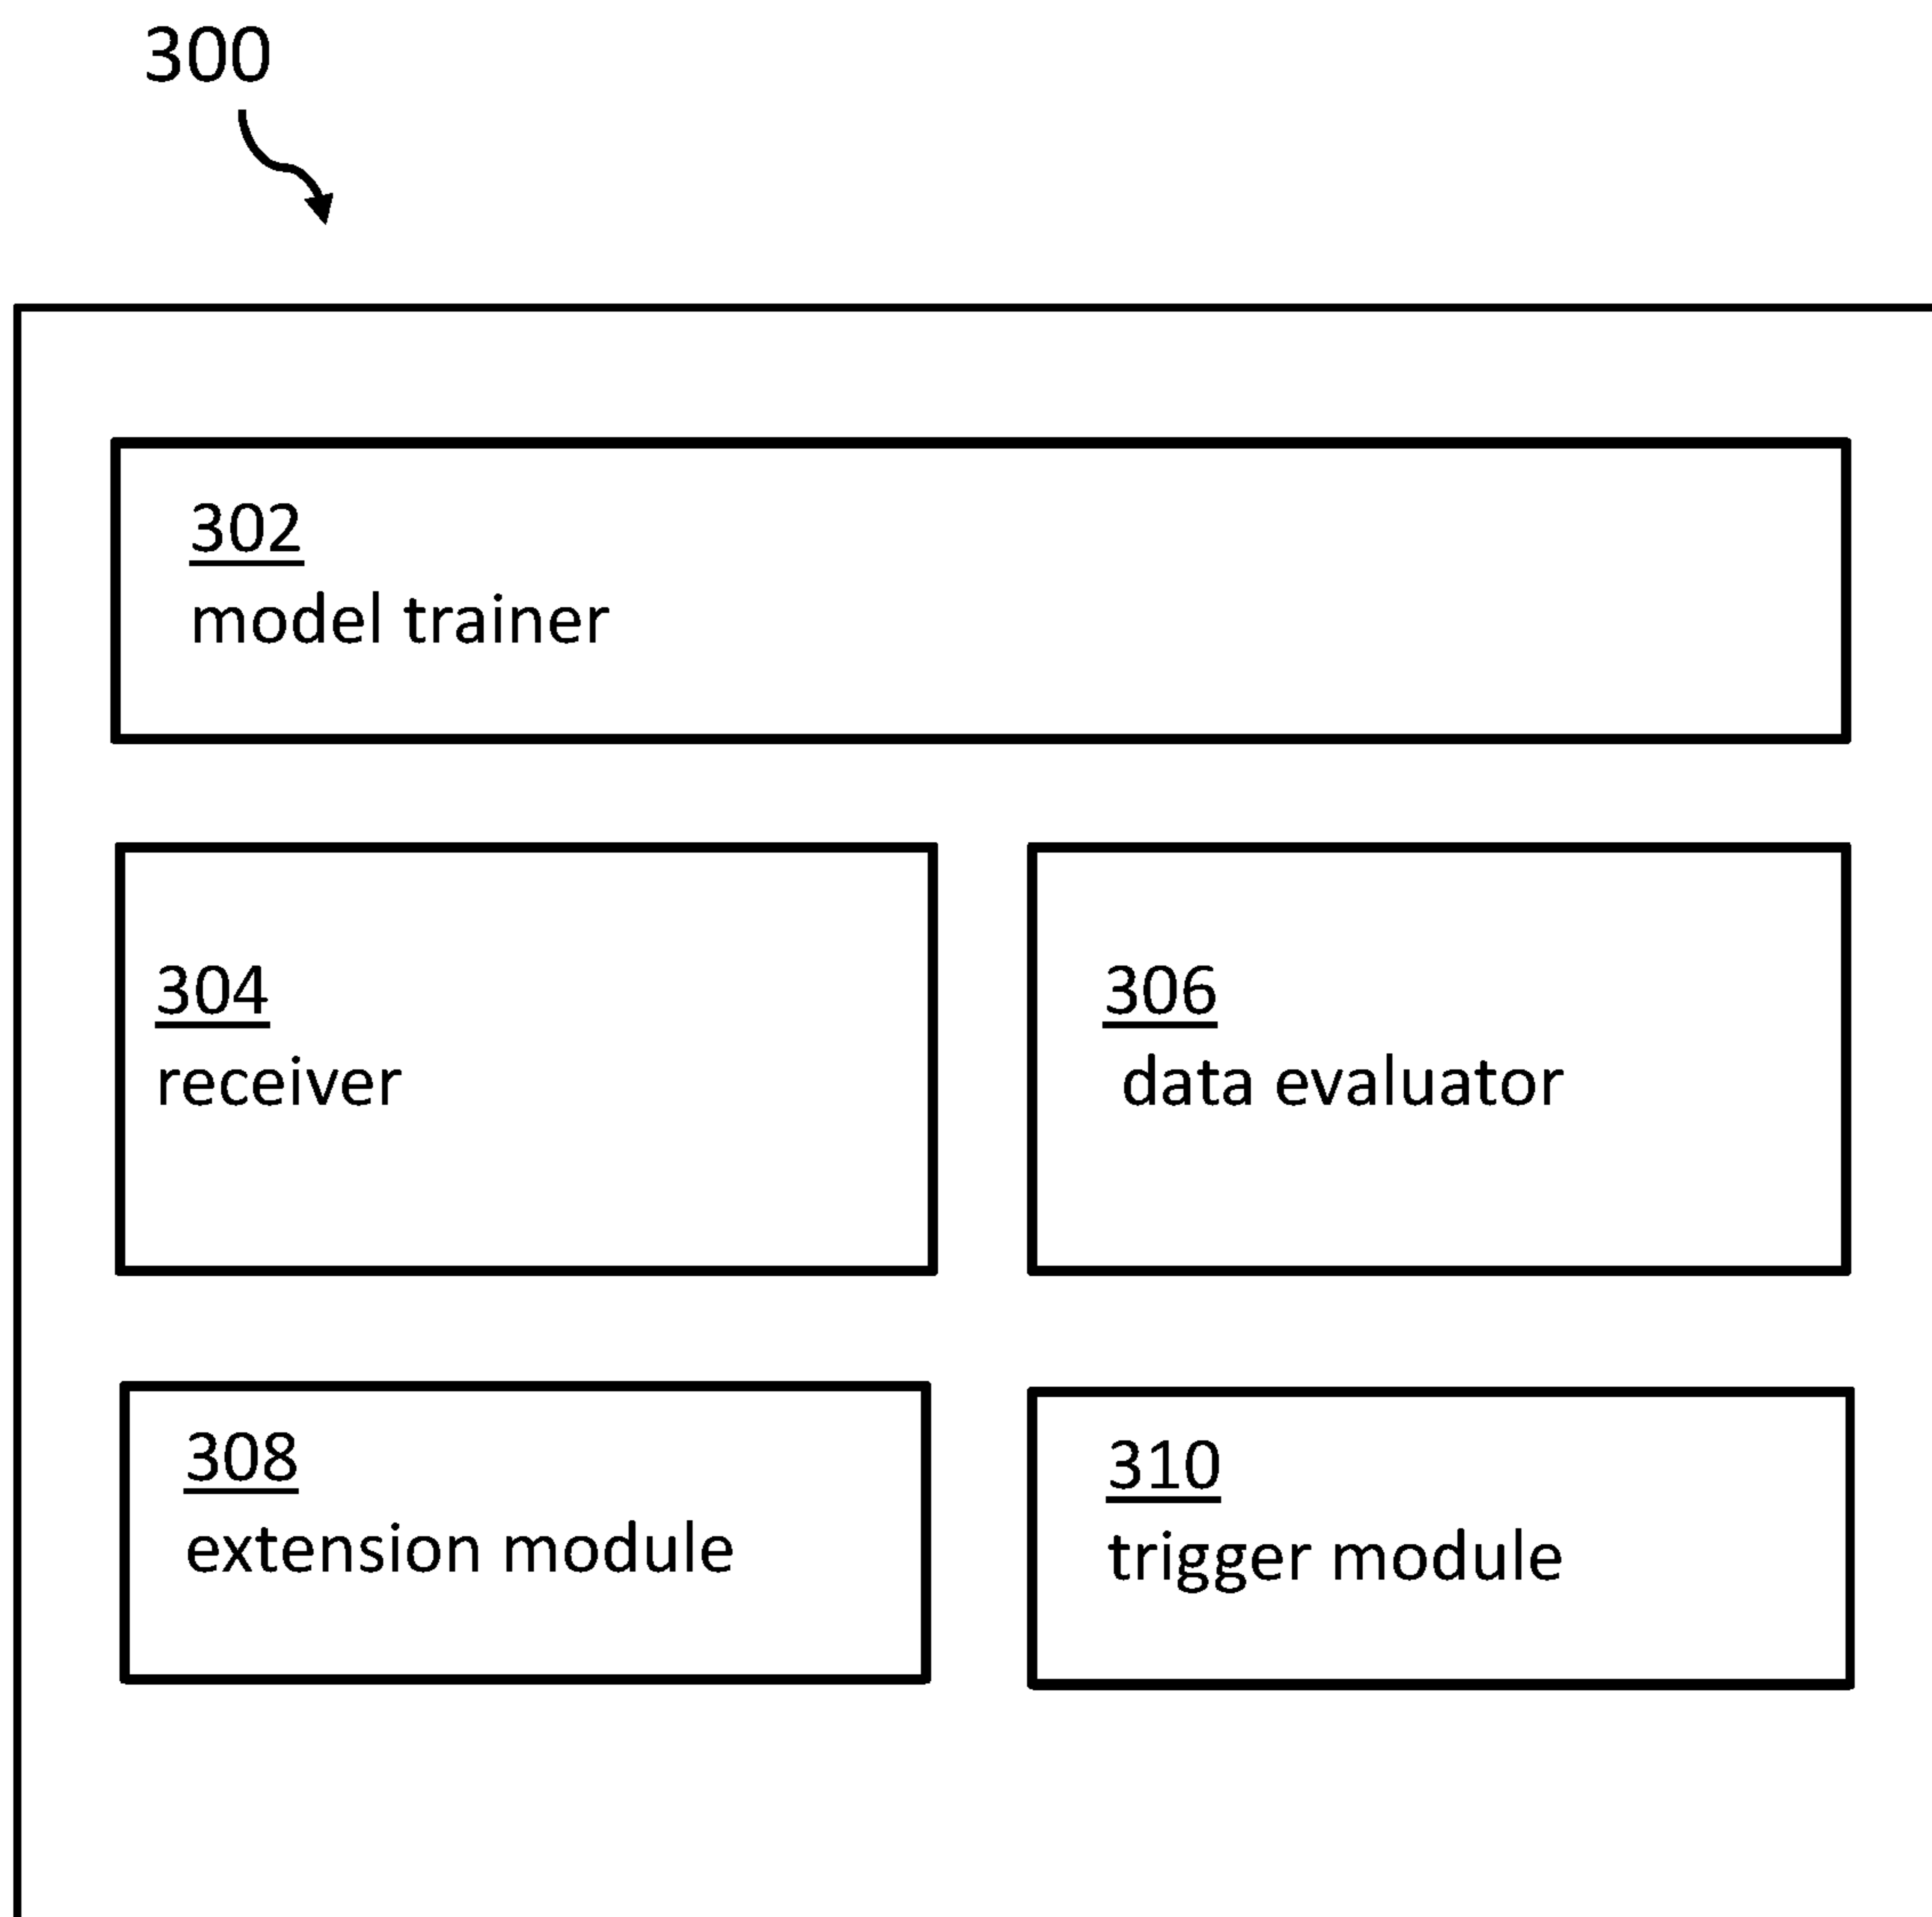 300
302
model trainer
304
receiver
306
data evaluator
308
extension module
310
trigger module